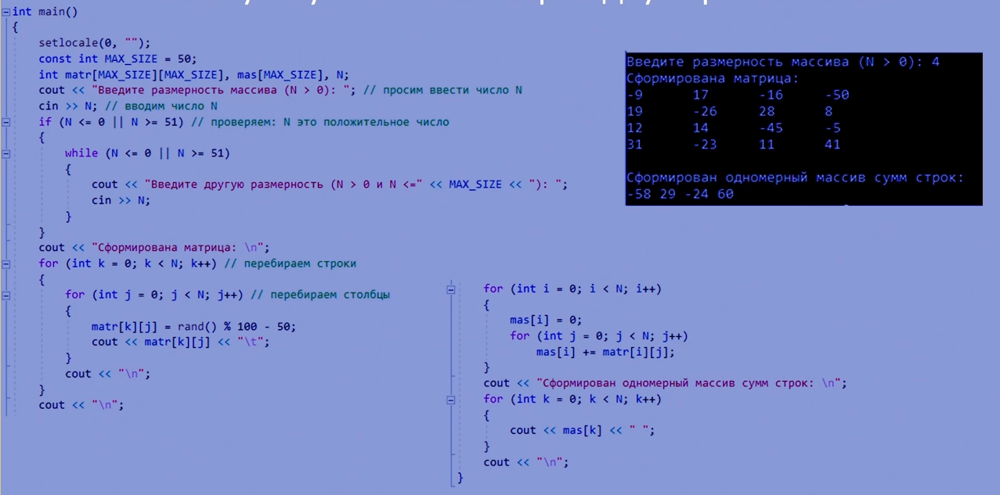 int main()
{
setlocale(0, "");
const int MAX_SIZE = 50;
int matr[MAX_SIZE][MAX_SIZE], mas[MAX_SIZE], N;
cout << "Введите размерность массива (N > 0): "; // просим ввести число N
cin >> N; // вводим число N
if (N <= 0 || N >= 51) // проверяем: N это положительное число
{
while (N <= 0 || N >= 51)
{
cout << "Введите другую размерность (N > 0 и N <=" << MAX_SIZE << "): ";
cin >> N;
}
}
cout << "Сформирована матрица: \n";
for (int k = 0; k < N; k++) // перебираем строки
{
for (int j = 0; j < N; j++) // перебираем столбцы
{
matr[k][j] = rand() % 100 - 50;
cout << matr[k][j] << "\t";
}
cout << "\n";
}
cout << "\n";
for (int i = 0; i < N; i++)
{
mas[i] = 0;
for (int j = 0; j < N; j++)
mas[i] += matr[i][j];
}
cout << "Сформирован одномерный массив сумм строк: \n";
for (int k = 0; k < N; k++)
{
cout << mas[k] << " ";
}
cout << "\n";
}
Введите размерность массива (N > 0): 4
Сформирована матрица:
-9 17 -16 -50
19 -26 28 8
12 14 -45 -5
31 -23 11 41
Сформирован одномерный массив сумм строк:
-58 29 -24 60